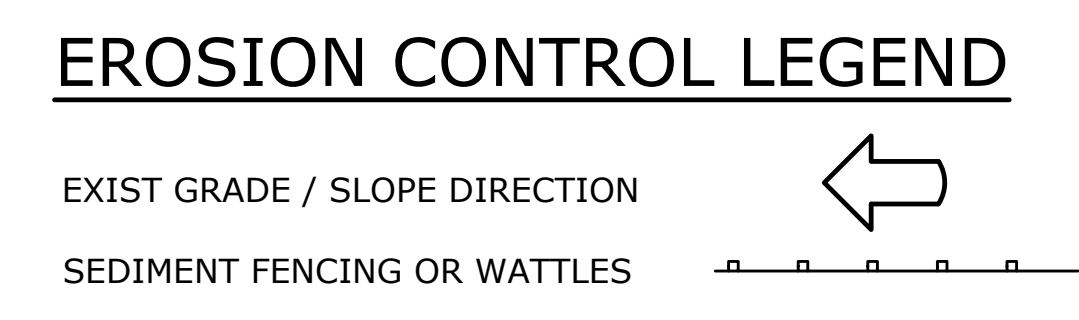 EROSION CONTROL LEGEND
EXIST GRADE / SLOPE DIRECTION
SEDIMENT FENCING OR WATTLES